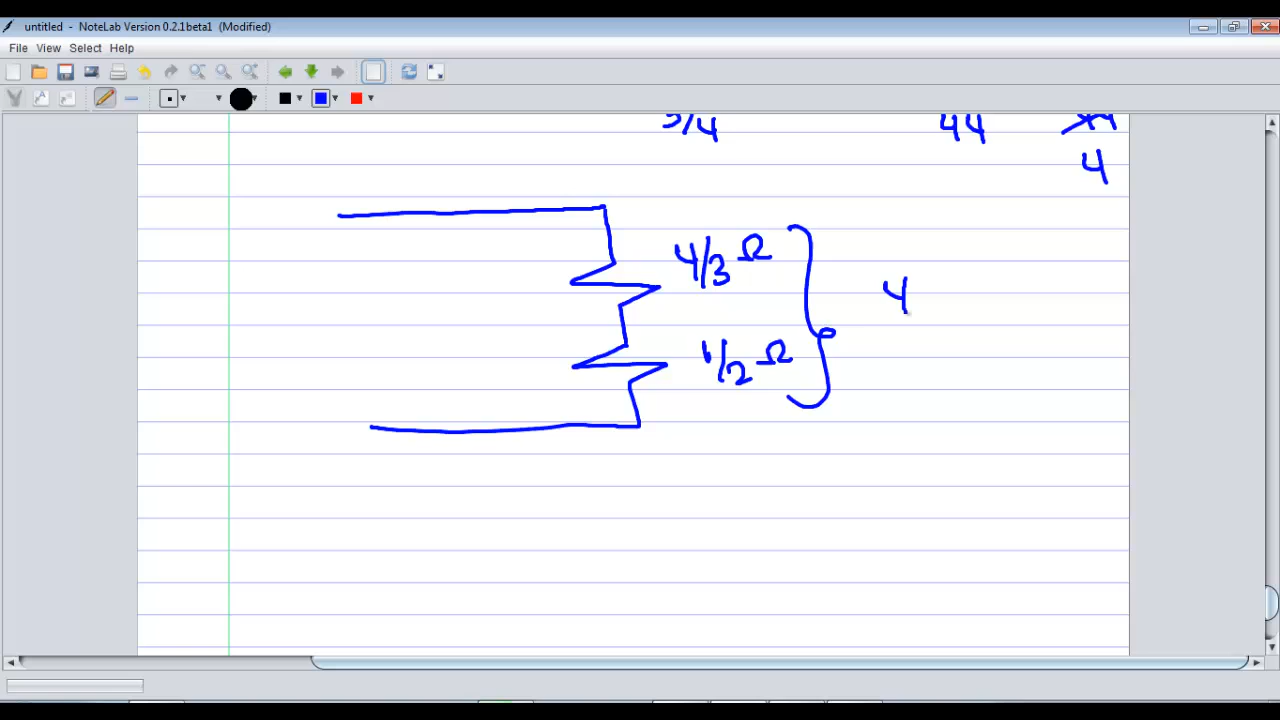 untitled - NoteLab Version 0.2.1beta1 (Modified)
File View Select Help
3/4 44
4
4/3 Ω
4
1/2 Ω